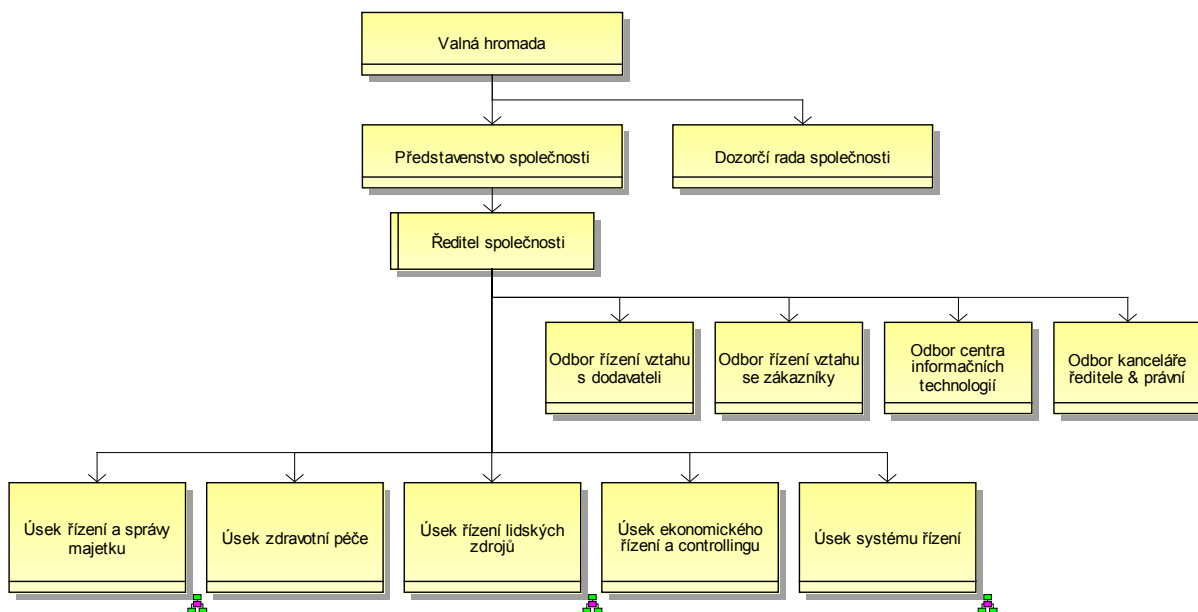 Valná hromada
Představenstvo společnosti
Dozorčí rada společnosti
Ředitel společnosti
Odbor řízení vztahu
s dodavateli
Odbor řízení vztahu
se zákazníky
Odbor centra
informačních
technologií
Odbor kanceláře
ředitele & právní
Úsek řízení a správy
majetku
Úsek zdravotní péče
Úsek řízení lidských
zdrojů
Úsek ekonomického
řízení a controllingu
Úsek systému řízení